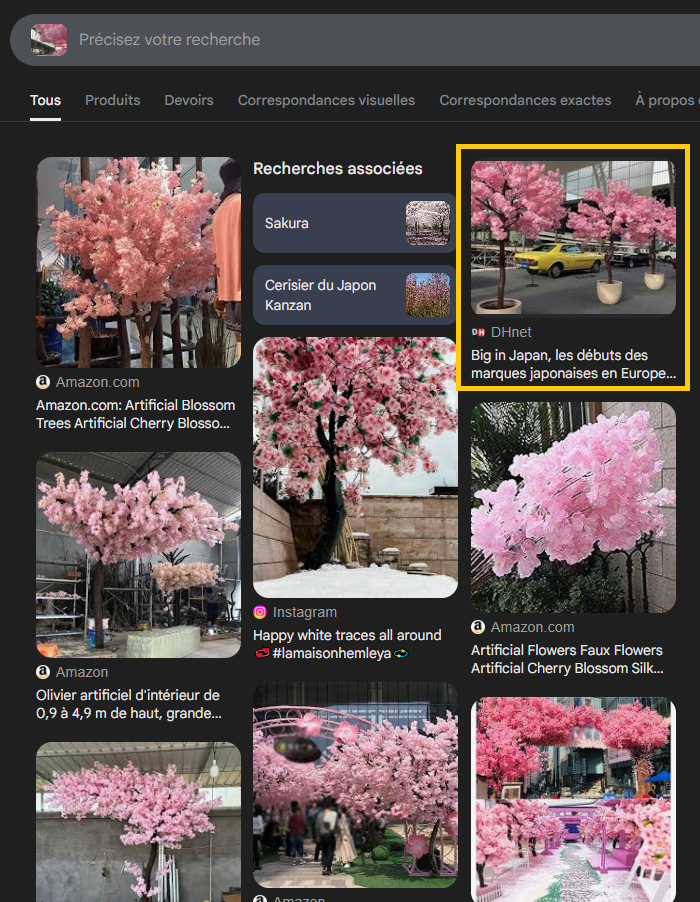 Précisez votre recherche
Tous
Produits
Devoirs
Correspondances visuelles
Correspondances exactes
À propos
Amazon.com
Amazon.com: Artificial Blossom
Trees Artificial Cherry Blosso...
Amazon
Olivier artificiel d'intérieur de
0,9 à 4,9 m de haut, grande...
Recherches associées
Sakura
Cerisier du Japon
Kanzan
Instagram
Happy white traces all around
#lamaisonhemleya
Amazon
DH DHnet
Big in Japan, les débuts des
marques japonaises en Europe...
Amazon.com
Artificial Flowers Faux Flowers
Artificial Cherry Blossom Silk...